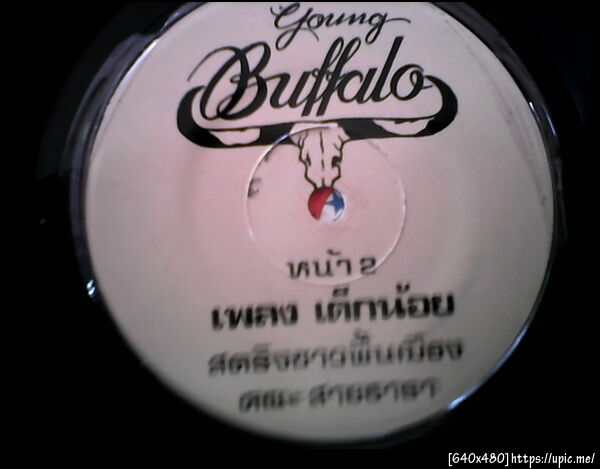 Young
Buffalo
หน้า 2
เพลง เด็กน้อย
สตริงชาวพื้นเมือง
คณะสายธารา
[640x480]https://upic.me/